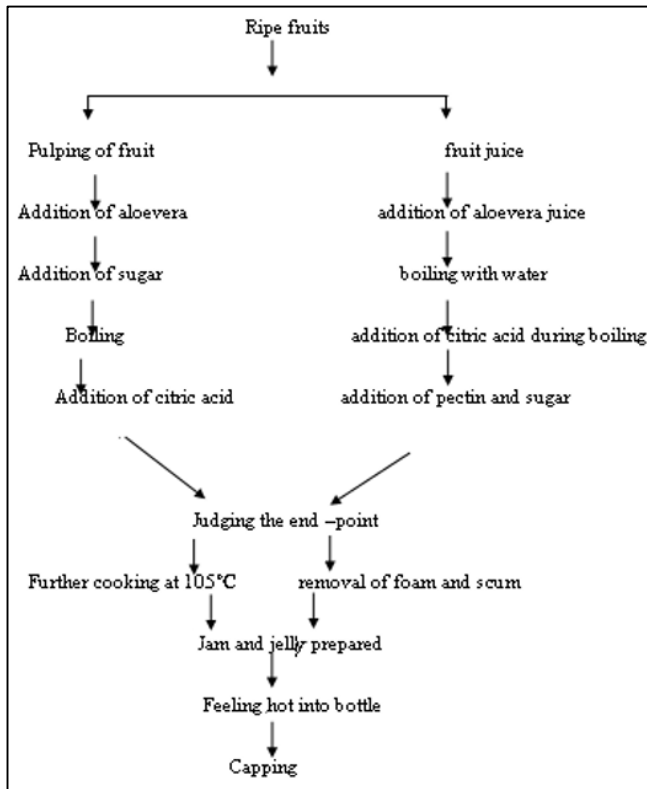 Ripe fruits
Pulping of fruit
fruit juice
Addition of aloevera
addition of aloevera juice
Addition of sugar
boiling with water
Boiling
addition of citric acid during boiling
Addition of citric acid
addition of pectin and sugar
Judging the end –point
Further cooking at 105°C
removal of foam and scum
Jam and jelly prepared
Feeling hot into bottle
Capping